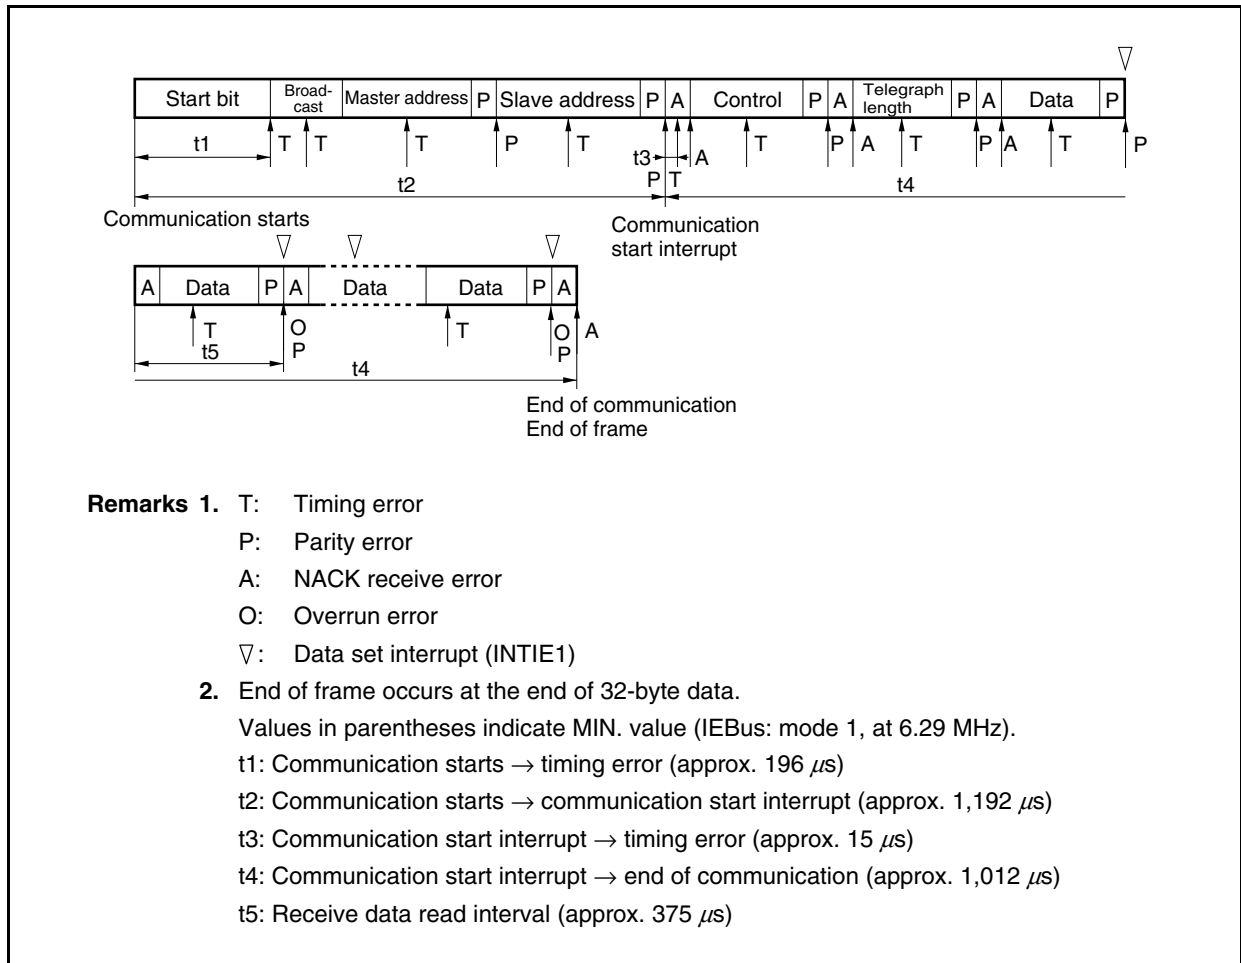 Start bit Broad-cast Master address P Slave address P A Control P A Telegraph length P A Data P
t1 T T T P T t3 A T P A T P A T P
t2 P T t4
Communication starts
Communication
start interrupt
A Data P A Data Data P A
T O P T O P A
t5
t4
End of communication
End of frame
Remarks 1. T: Timing error
P: Parity error
A: NACK receive error
O: Overrun error
▽: Data set interrupt (INTIE1)
2. End of frame occurs at the end of 32-byte data.
Values in parentheses indicate MIN. value (IEBus: mode 1, at 6.29 MHz).
t1: Communication starts → timing error (approx. 196 μs)
t2: Communication starts → communication start interrupt (approx. 1,192 μs)
t3: Communication start interrupt → timing error (approx. 15 μs)
t4: Communication start interrupt → end of communication (approx. 1,012 μs)
t5: Receive data read interval (approx. 375 μs)